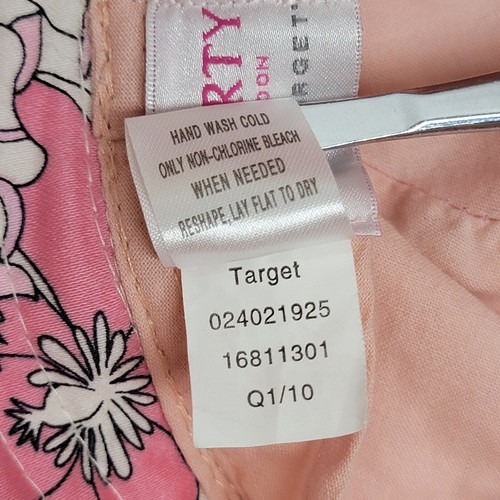 RTY
DON
RGET
HAND WASH COLD
ONLY NON-CHLORINE BLEACH
WHEN NEEDED
RESHAPE, LAY FLAT TO DRY
Target
024021925
16811301
Q1/10